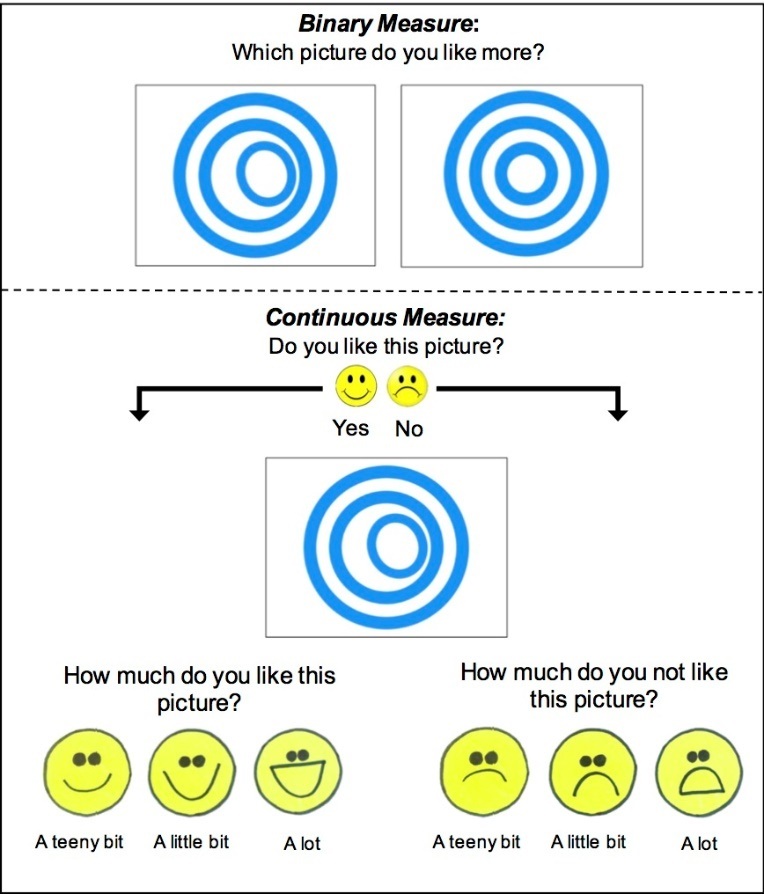 Binary Measure:
Which picture do you like more?
Continuous Measure:
Do you like this picture?
Yes No
How much do you like this
picture?
A teeny bit A little bit A lot
How much do you not like
this picture?
A teeny bit A little bit A lot